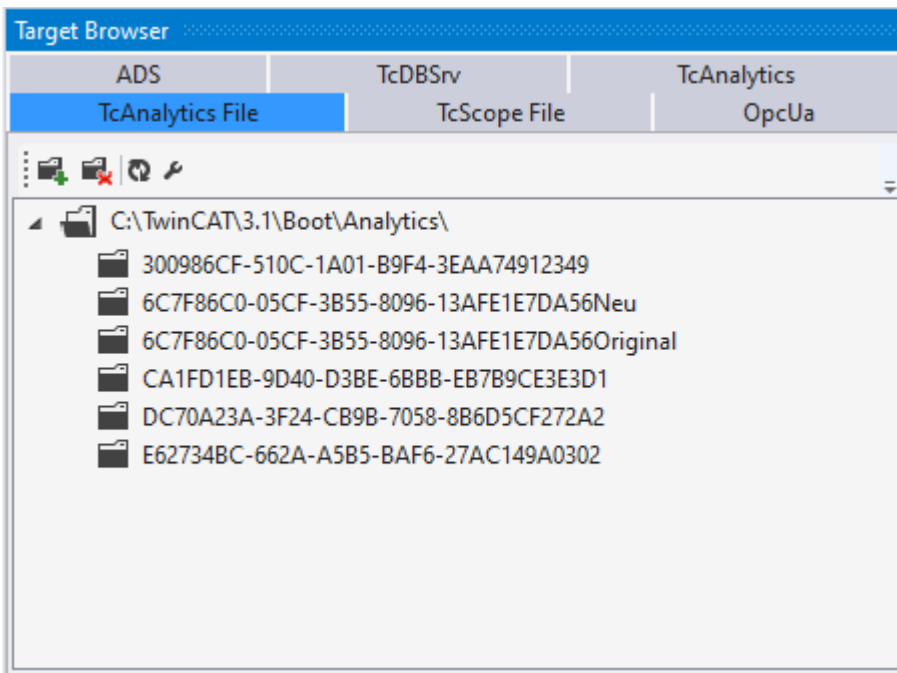 Target Browser
ADS TcDBSrv TcAnalytics
TcAnalytics File TcScope File OpcUa
C:\TwinCAT\3.1\Boot\Analytics\
300986CF-510C-1A01-B9F4-3EAA74912349
6C7F86C0-05CF-3B55-8096-13AFE1E7DA56Neu
6C7F86C0-05CF-3B55-8096-13AFE1E7DA56Original
CA1FD1EB-9D40-D3BE-6BBB-EB7B9CE3E3D1
DC70A23A-3F24-CB9B-7058-8B6D5CF272A2
E62734BC-662A-A5B5-BAF6-27AC149A0302